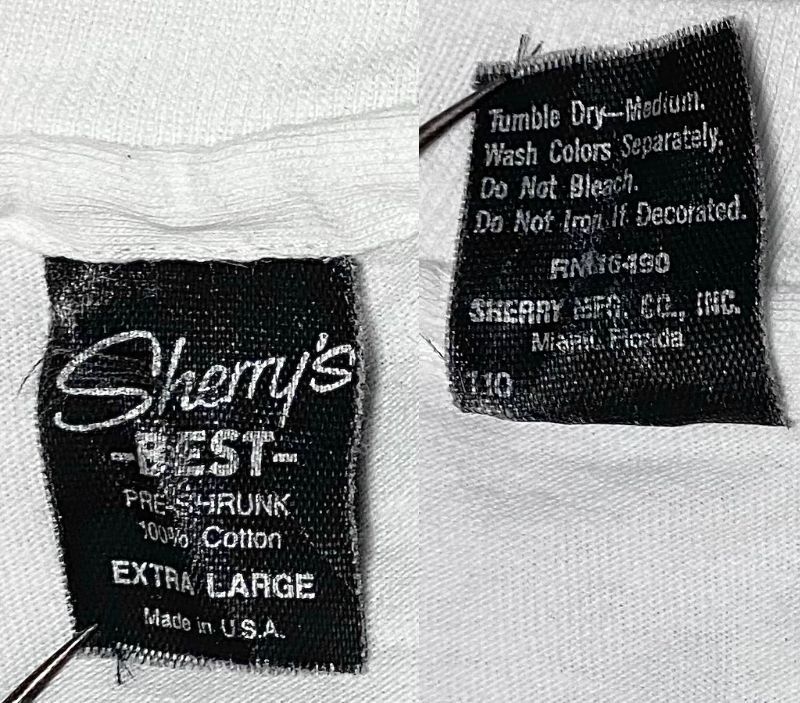 Sherry's
-BEST-
PRE-SHRUNK
100% Cotton
EXTRA LARGE
Made in U.S.A.
Tumble Dry—Medium.
Wash Colors Separately.
Do Not Bleach.
Do Not Iron If Decorated.
SHERRY MFG. CO., INC.
Miami, Florida
110